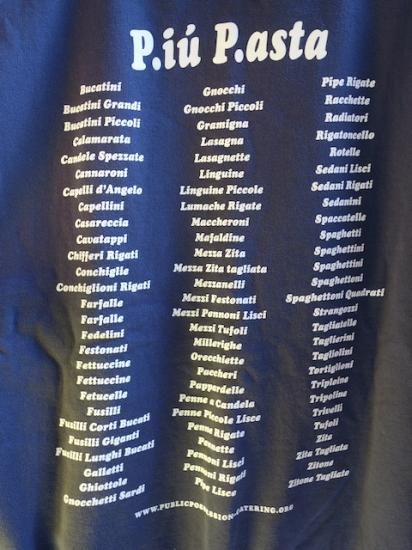 P.iú P.asta
Bucatini
Bucatini Grandi
Bucatini Piccoli
Calamarata
Candele Spezzate
Cannaroni
Capelli d'Angelo
Capellini
Casareccia
Cavatappi
Chifferi Rigati
Conchiglie
Conchiglioni Rigati
Farfalle
Farfalle
Fedelini
Festonati
Fettuccine
Fettuccine
Fetucelle
Fusilli
Fusilli Corti Bucati
Fusilli Giganti
Fusilli Lunghi Bucati
Galletti
Ghiottole
Gnocchetti Sardi
Gnocchi
Gnocchi Piccoli
Gramigna
Lasagna
Lasagnette
Linguine
Linguine Piccole
Lumache Rigate
Maccheroni
Mafaldine
Mezza Zita
Mezza Zita tagliata
Mezzanelli
Mezzi Festonati
Mezzi Pennoni Lisci
Mezzi Tufoli
Millerighe
Orecchiette
Paccheri
Papperdelle
Penne a Candela
Penne Piccole Lisce
Penne Rigate
Pennette
Pennoni Lisci
Pennoni Rigati
Pipe Lisce
Pipe Rigate
Racchette
Radiatori
Rigatoncello
Rotelle
Sedani Lisci
Sedani Rigati
Sedanini
Spaccatelle
Spaghetti
Spaghettini
Spaghettini
Spaghettoni
Spaghettoni Quadrati
Strangozzi
Tagliatelle
Taglierini
Tagliolini
Tortiglioni
Tripleine
Tripoline
Trivelli
Tufoli
Zita
Zita Tagliata
Zitone
Zitone Tagliato